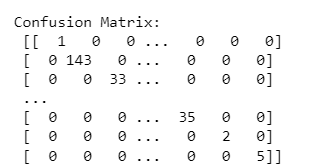 Confusion Matrix:
[[  1   0   0 ...   0   0   0]
[  0 143   0 ...   0   0   0]
[  0   0  33 ...   0   0   0]
...
[  0   0   0 ...  35   0   0]
[  0   0   0 ...   0   2   0]
[  0   0   0 ...   0   0   5]]